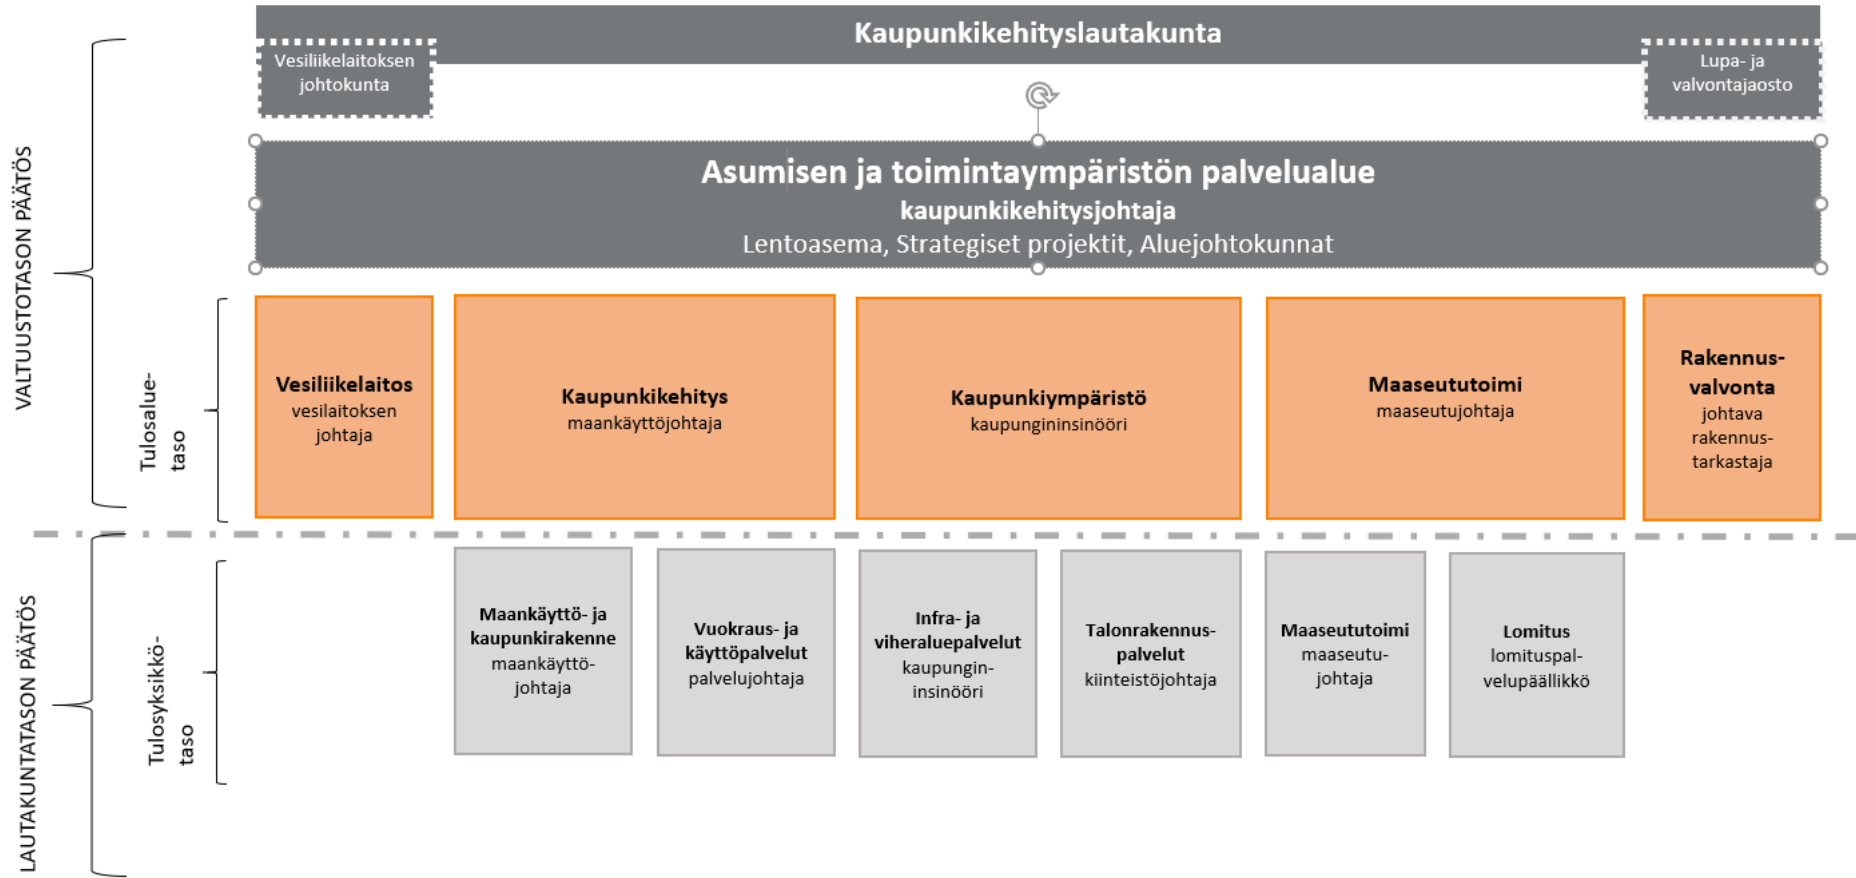 Kaupunkikehityslautakunta
Vesiliikelaitoksen
johtokunta
Lupa- ja
valvontajaosto
Asumisen ja toimintaympäristön palvelualue
kaupunkikehitysjohtaja
Lentoasema, Strategiset projektit, Aluejohtokunnat
VALTUUSTOTASON PÄÄTÖS
Tulosalue-
taso
Vesiliikelaitos
vesilaitoksen
johtaja
Kaupunkikehitys
maankäyttöjohtaja
Kaupunkiympäristö
kaupungininsinööri
Maaseututoimi
maaseutujohtaja
Rakennus-
valvonta
johtava
rakennus-
tarkastaja
LAUTAKUNTATASON PÄÄTÖS
Tulosyksikkö-
taso
Maankäyttö- ja
kaupunkirakenne
maankäyttö-
johtaja
Vuokraus- ja
käyttöpalvelut
palvelujohtaja
Infra- ja
viheraluepalvelut
kaupungin-
insinööri
Talonrakennus-
palvelut
kiinteistöjohtaja
Maaseututoimi
maaseutu-
johtaja
Lomitus
lomituspal-
velupäällikkö